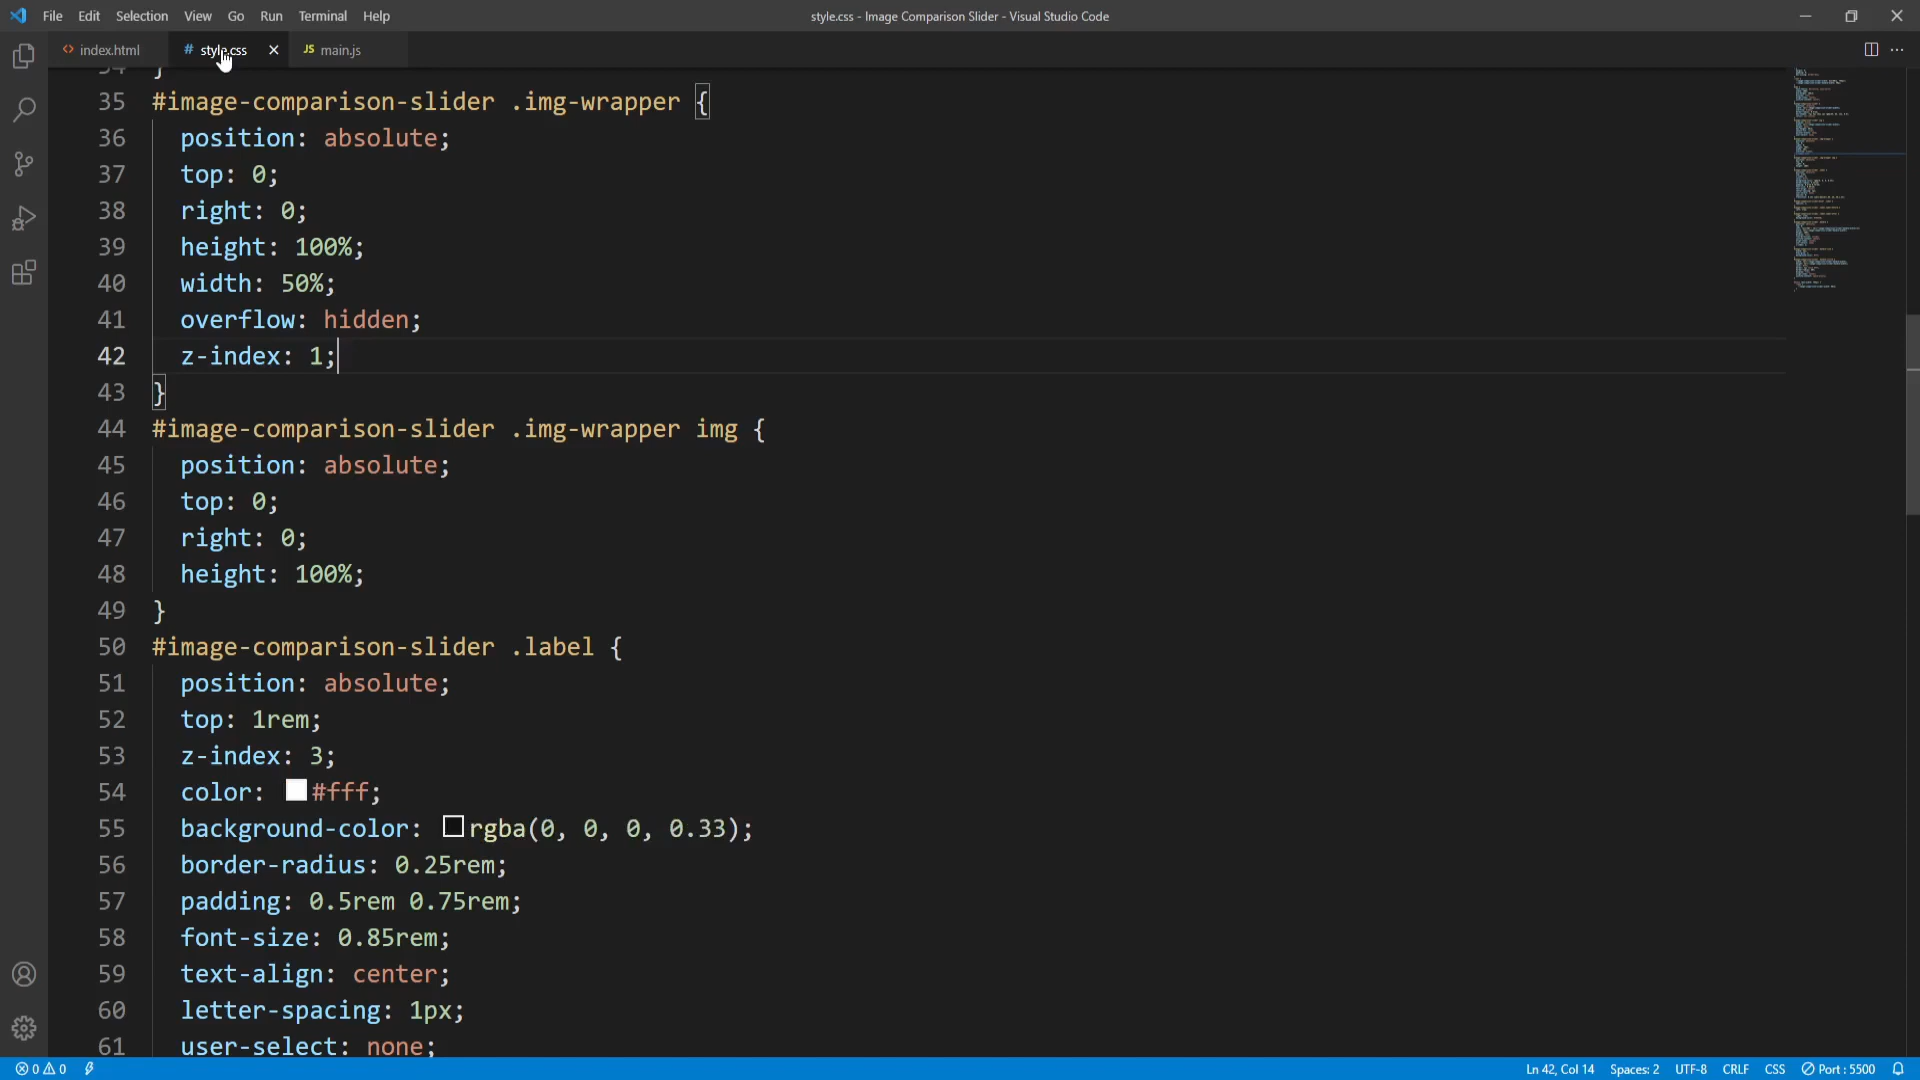 File Edit Selection View Go Run Terminal Help
style.css - Image Comparison Slider - Visual Studio Code
<> index.html # style.css × JS main.js
34 }
35 #image-comparison-slider .img-wrapper {
36 position: absolute;
37 top: 0;
38 right: 0;
39 height: 100%;
40 width: 50%;
41 overflow: hidden;
42 z-index: 1;
43 }
44 #image-comparison-slider .img-wrapper img {
45 position: absolute;
46 top: 0;
47 right: 0;
48 height: 100%;
49 }
50 #image-comparison-slider .label {
51 position: absolute;
52 top: 1rem;
53 z-index: 3;
54 color: #fff;
55 background-color: rgba(0, 0, 0, 0.33);
56 border-radius: 0.25rem;
57 padding: 0.5rem 0.75rem;
58 font-size: 0.85rem;
59 text-align: center;
60 letter-spacing: 1px;
61 user-select: none;
0 0 Ln 42, Col 14 Spaces: 2 UTF-8 CRLF CSS Port : 5500